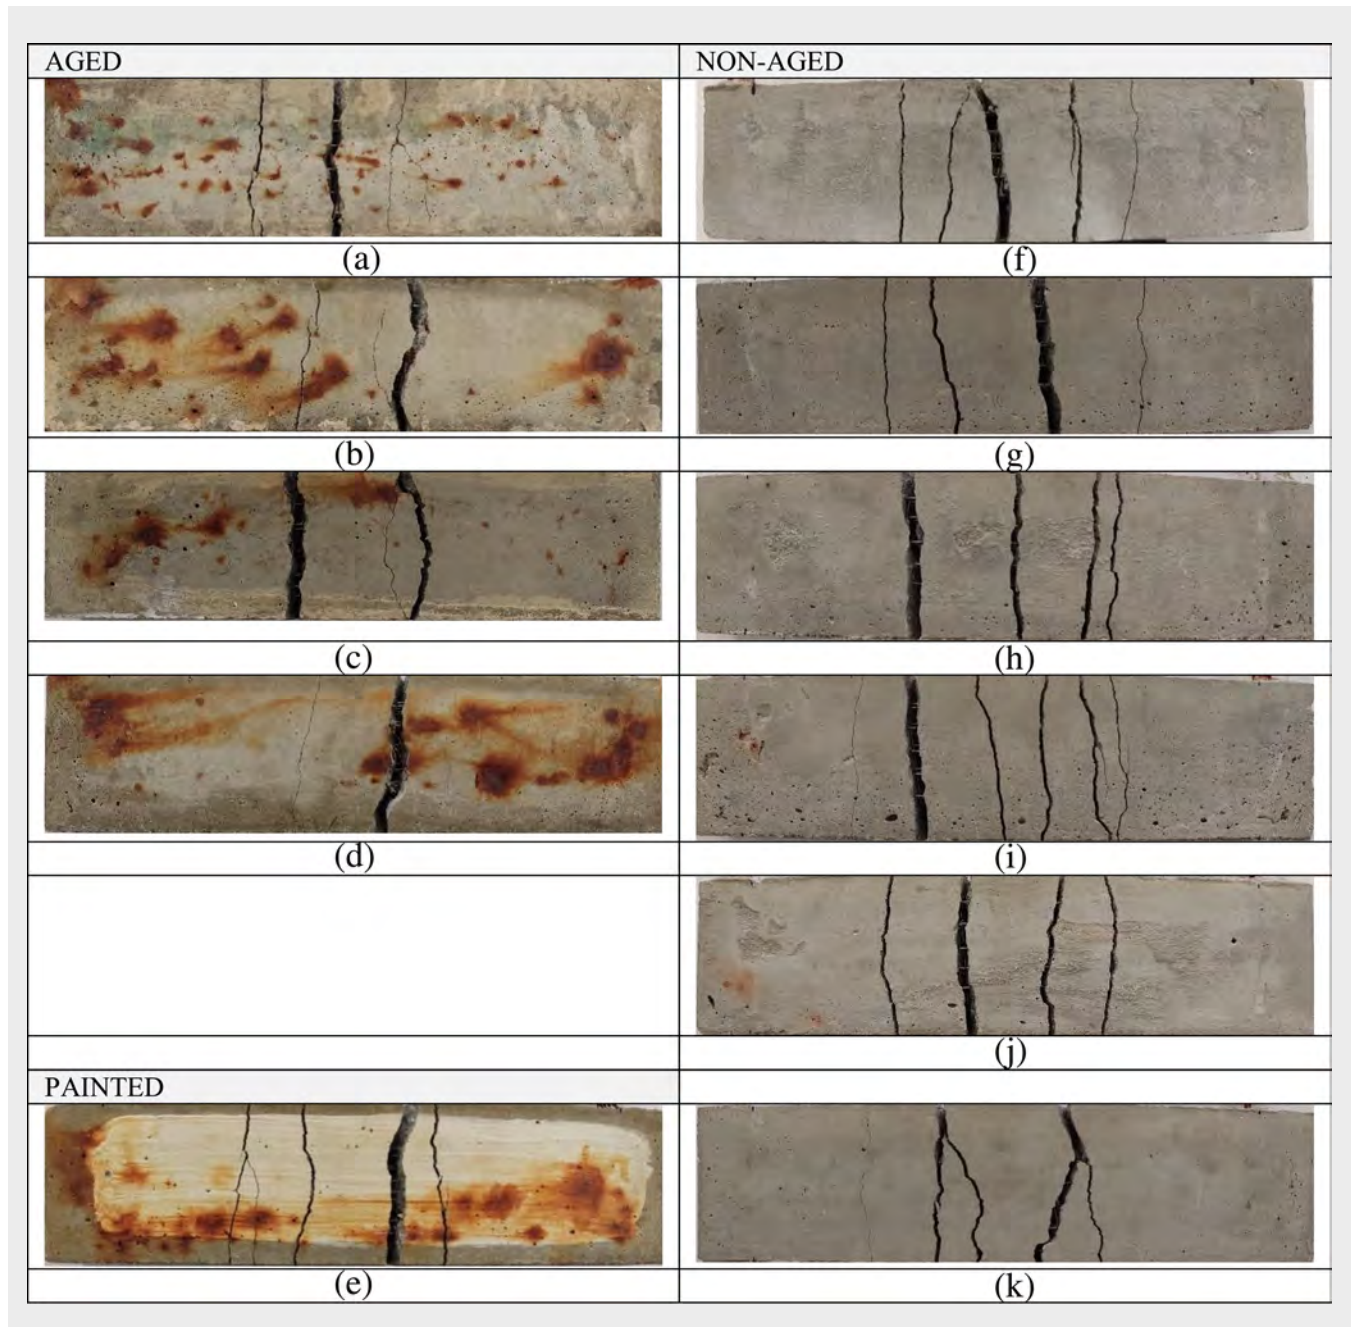 AGED
NON-AGED
(a)
(f)
(b)
(g)
(c)
(h)
(d)
(i)
(j)
PAINTED
(e)
(k)